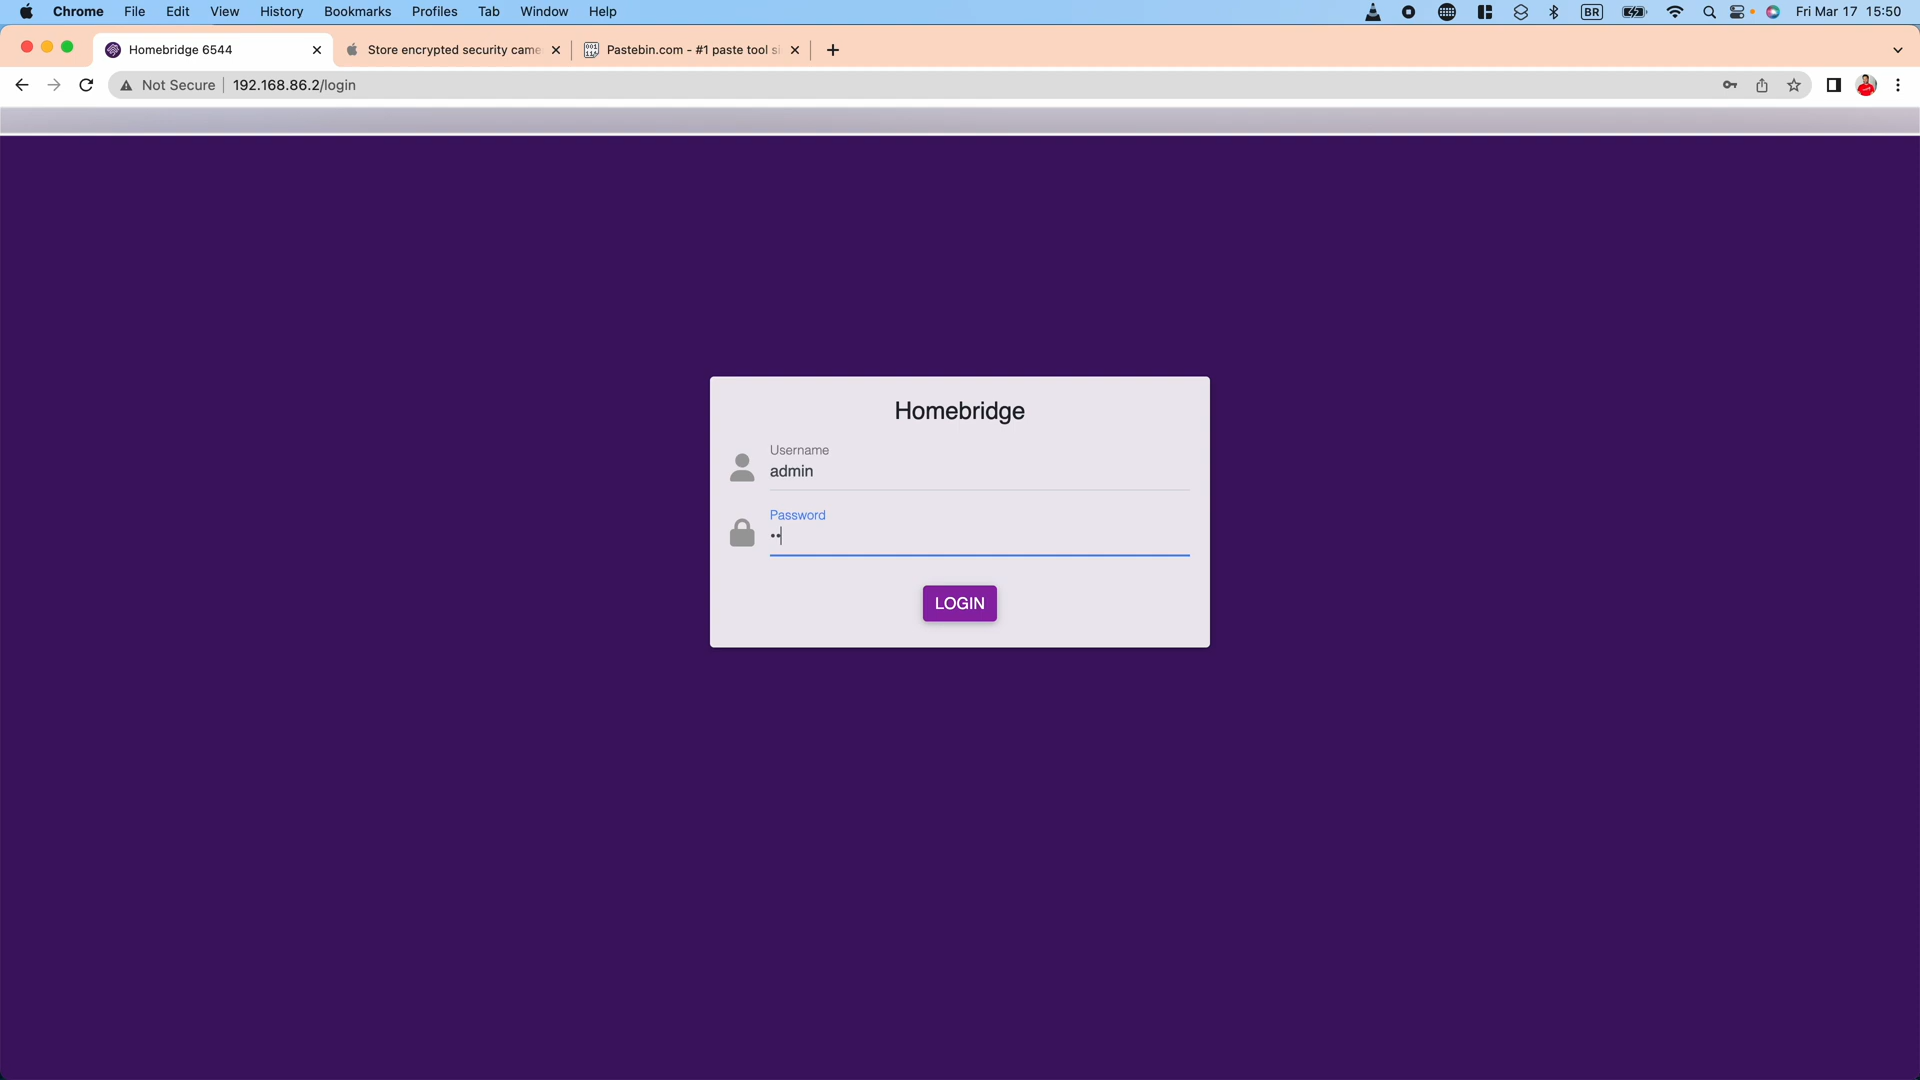 Chrome File Edit View History Bookmarks Profiles Tab Window Help BR Fri Mar 17 15:50
Homebridge 6544 Store encrypted security came Pastebin.com - #1 paste tool si
Not Secure 192.168.86.2/login
Homebridge
Username
admin
Password
••
LOGIN